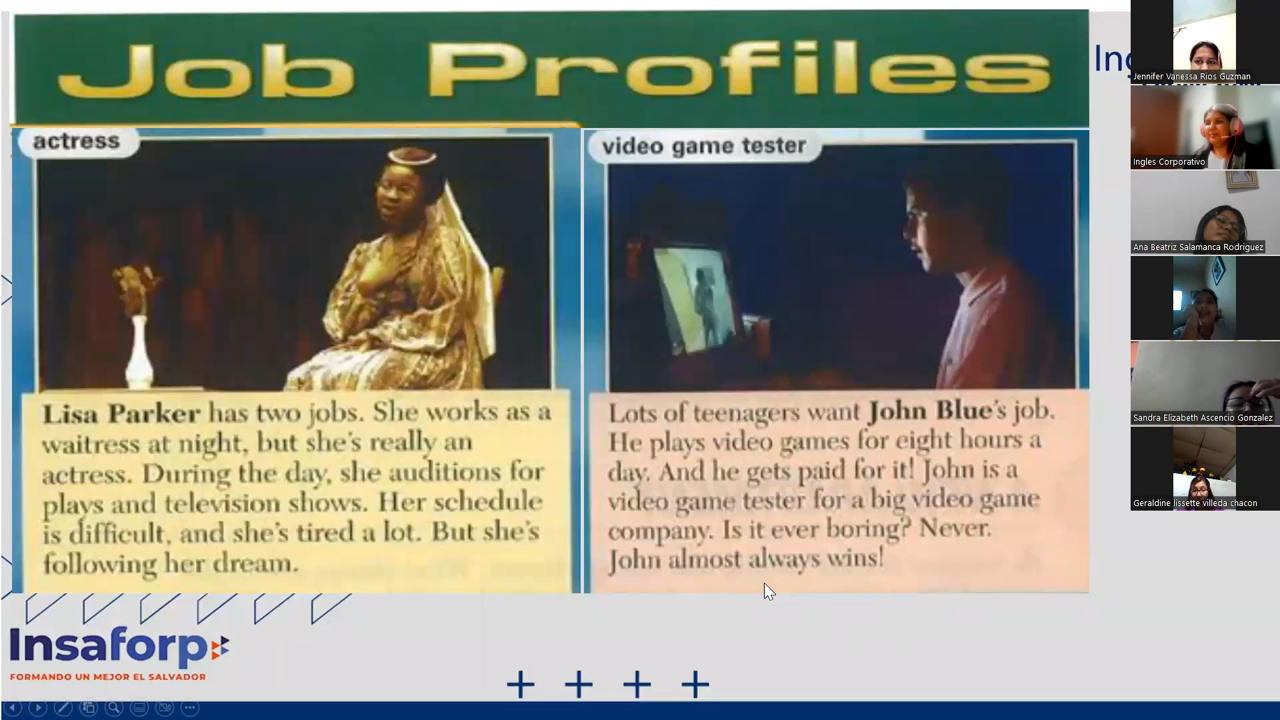 Job Profiles
Ing
actress
video game tester
Lisa Parker has two jobs. She works as a
waitress at night, but she's really an
actress. During the day, she auditions for
plays and television shows. Her schedule
is difficult, and she's tired a lot. But she's
following her dream.
Lots of teenagers want John Blue's job.
He plays video games for eight hours a
day. And he gets paid for it! John is a
video game tester for a big video game
company. Is it ever boring? Never.
John almost always wins!
Insaforp
FORMANDO UN MEJOR EL SALVADOR
Jennifer Vanessa Rios Guzman
Ingles Corporativo
Ana Beatriz Salamanca Rodriguez
Sandra Elizabeth Ascencio Gonzalez
Geraldine lissette villeda chacon